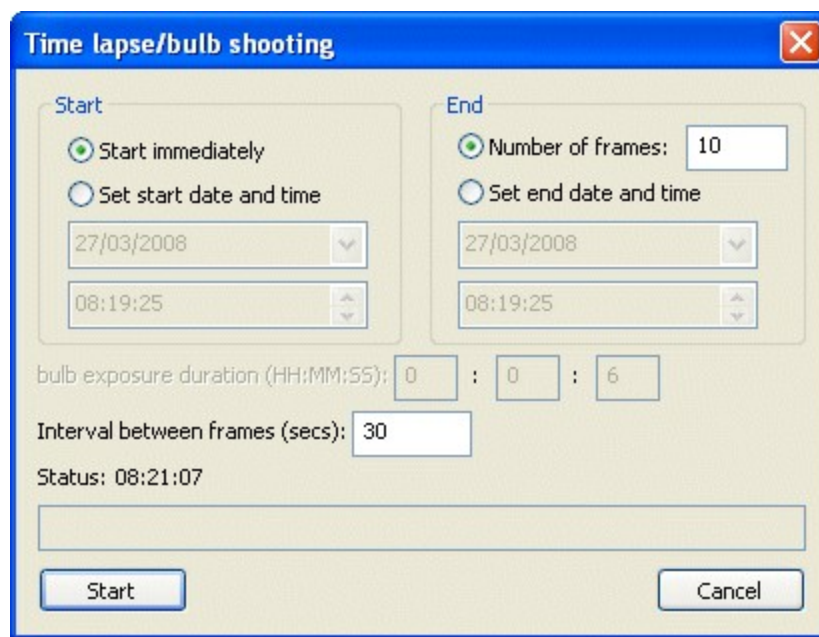 Time lapse/bulb shooting
Start
Start immediately
Set start date and time
27/03/2008
08:19:25
End
Number of frames: 10
Set end date and time
27/03/2008
08:19:25
bulb exposure duration (HH:MM:SS): 0 : 0 : 6
Interval between frames (secs): 30
Status: 08:21:07
Start
Cancel